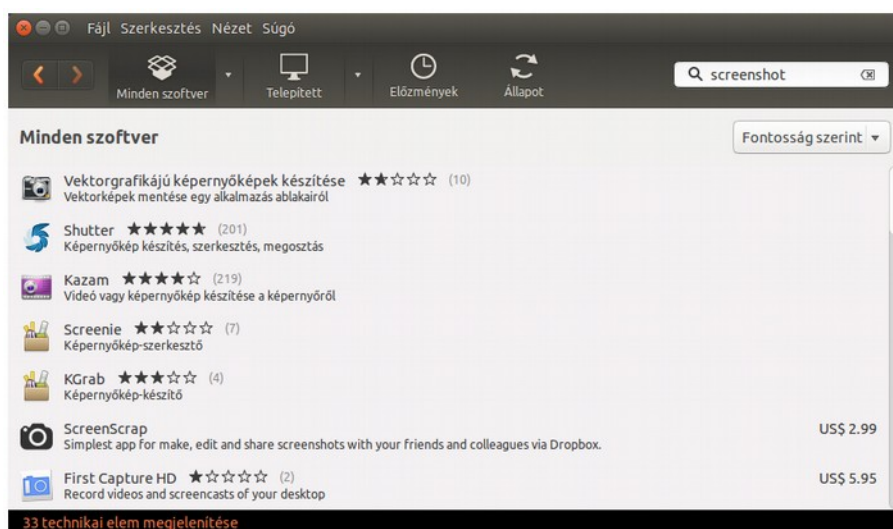 Fájl Szerkesztés Nézet Súgó
Minden szoftver
Telepített
Előzmények
Állapot
screenshot
Minden szoftver
Fontosság szerint
Vektorgrafikájú képernyőképek készítése (10)
Vektorképek mentése egy alkalmazás ablakairól
Shutter (201)
Képernyőkép készítés, szerkesztés, megosztás
Kazam (219)
Videó vagy képernyőkép készítése a képernyőről
Screenie (7)
Képernyőkép-szerkesztő
KGrab (4)
Képernyőkép-készítő
ScreenScrap US$ 2.99
Simplest app for make, edit and share screenshots with your friends and colleagues via Dropbox.
First Capture HD (2) US$ 5.95
Record videos and screencasts of your desktop
33 technikai elem megjelenítése